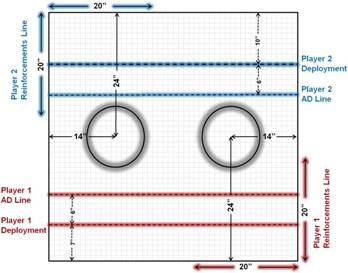 20"
10"
Player 2
Reinforcements Line
20"
24"
Player 2
Deployment
6"
Player 2
AD Line
14"
14"
Player 1
AD Line
6"
24"
20"
Player 1
Reinforcements Line
Player 1
Deployment
7"
20"